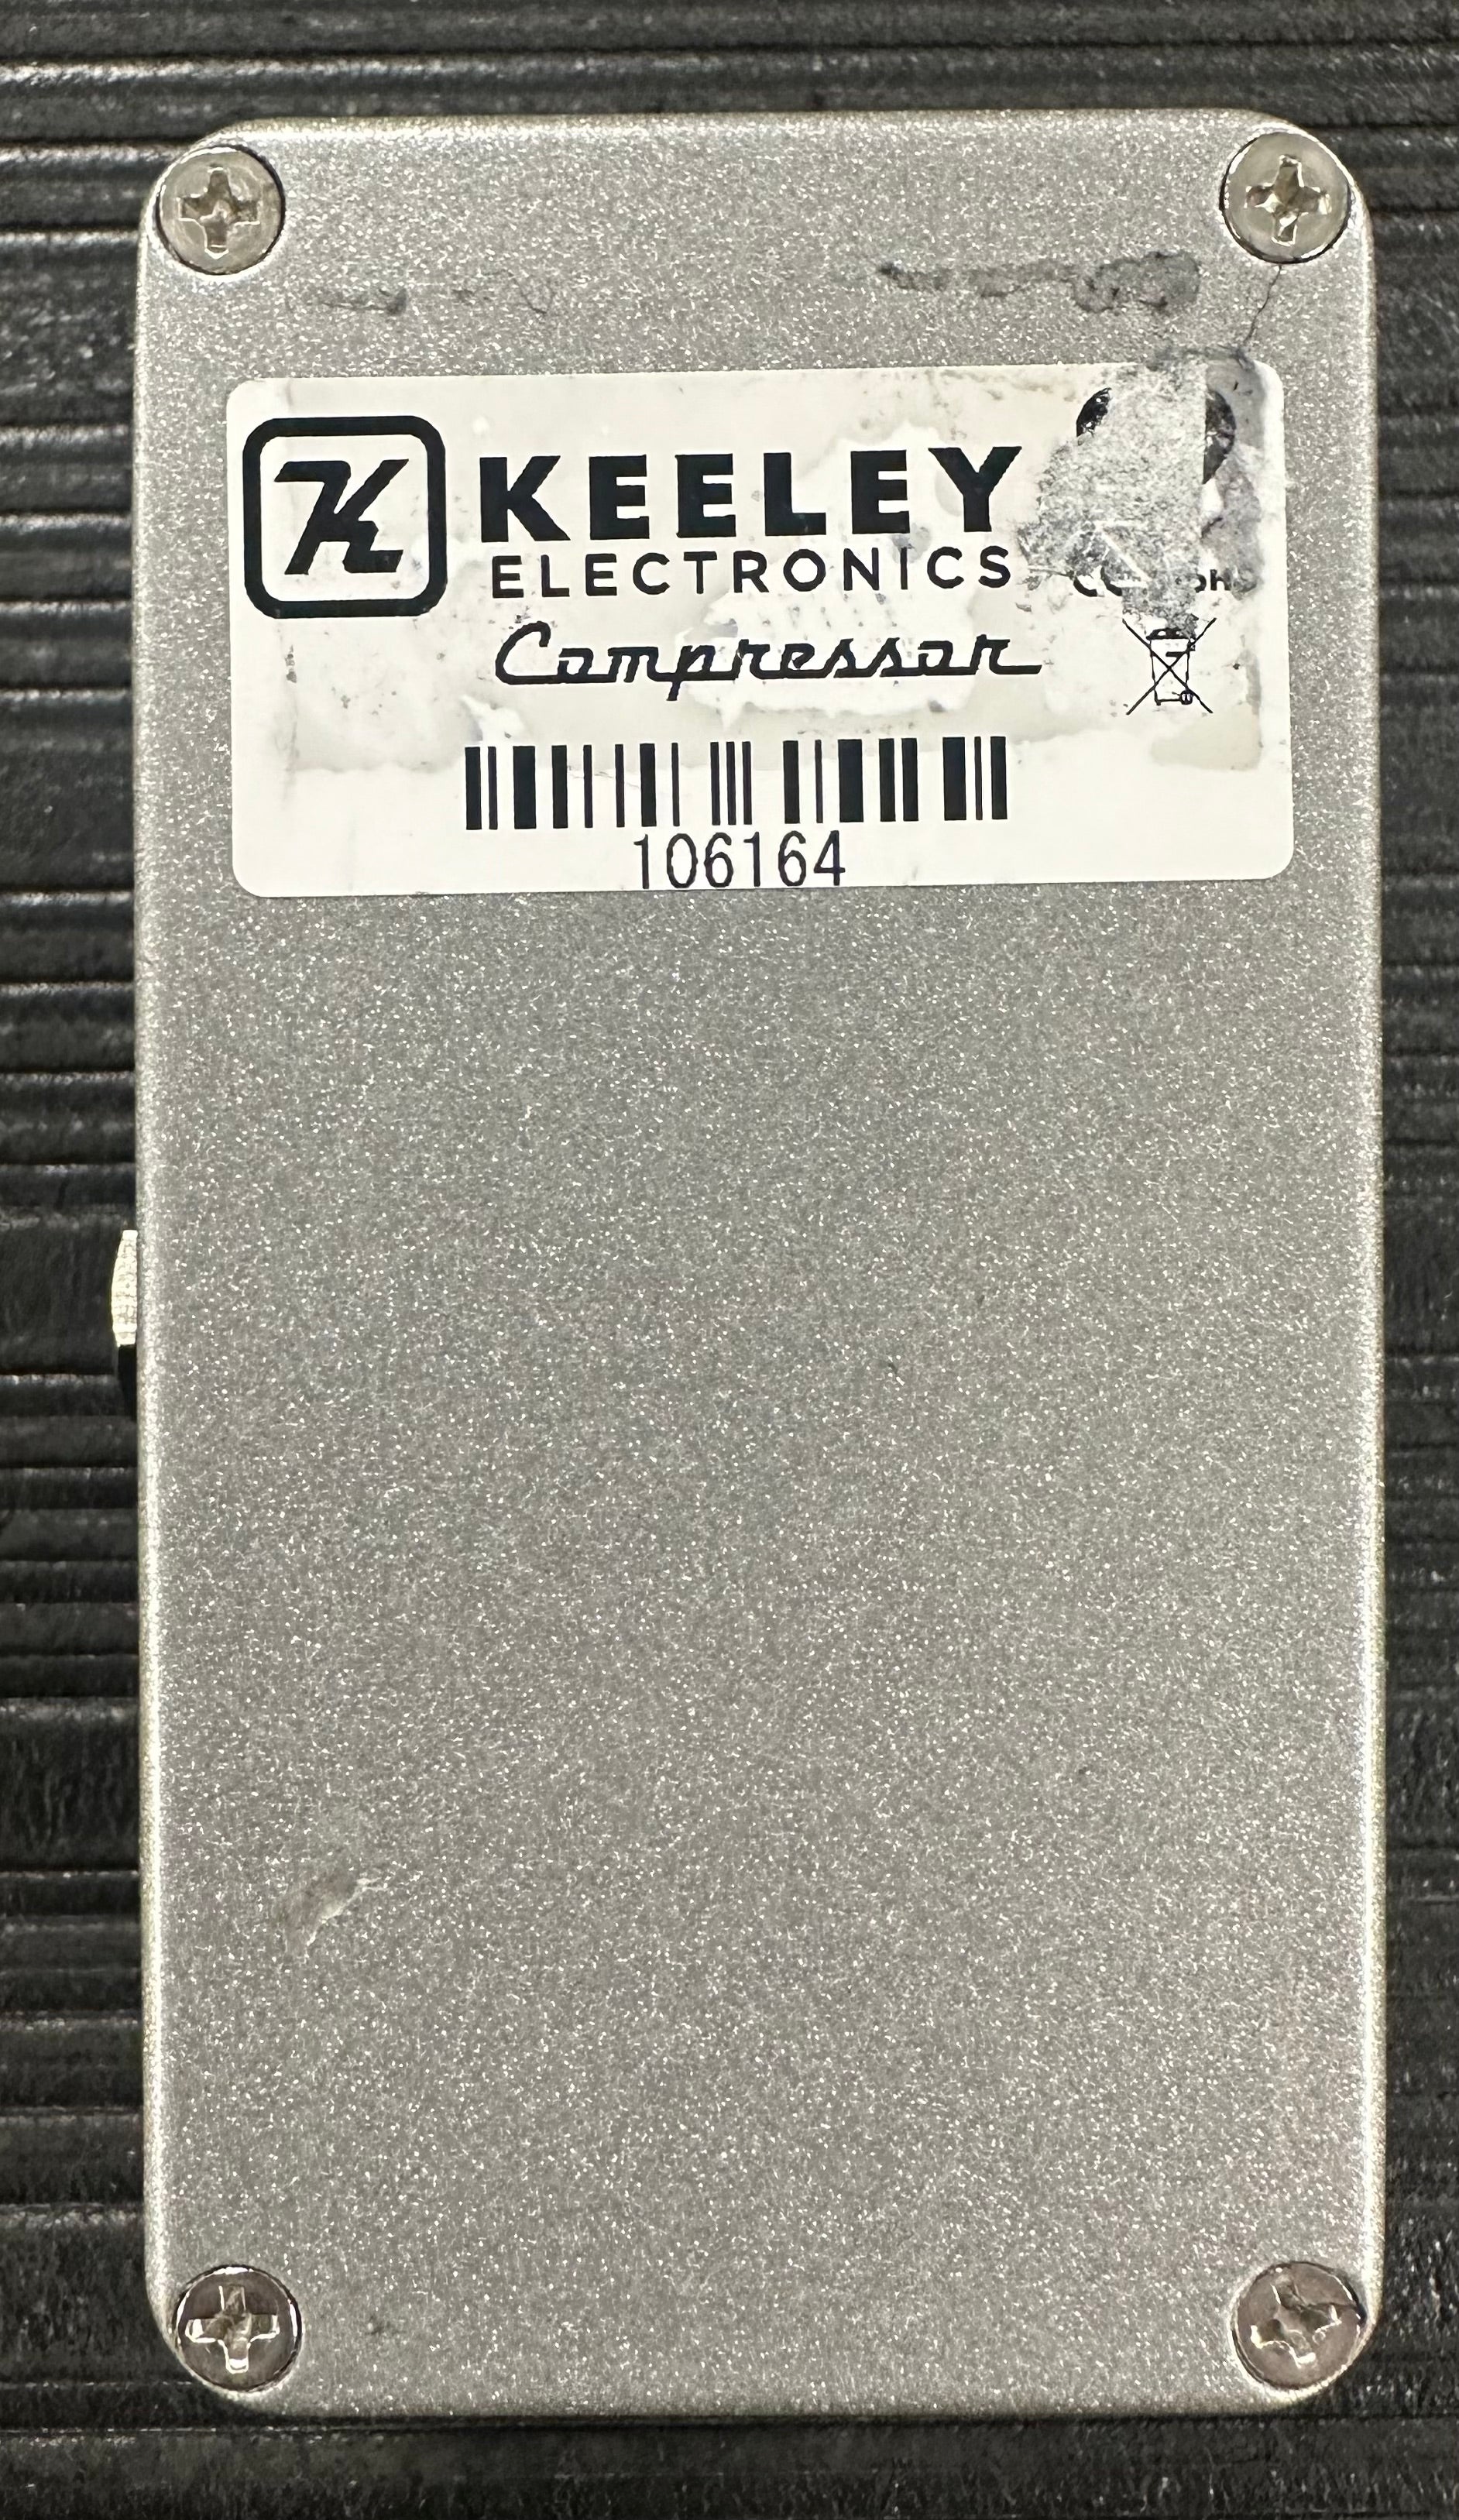 K
KEELEY
ELECTRONICS
Compressor
106164